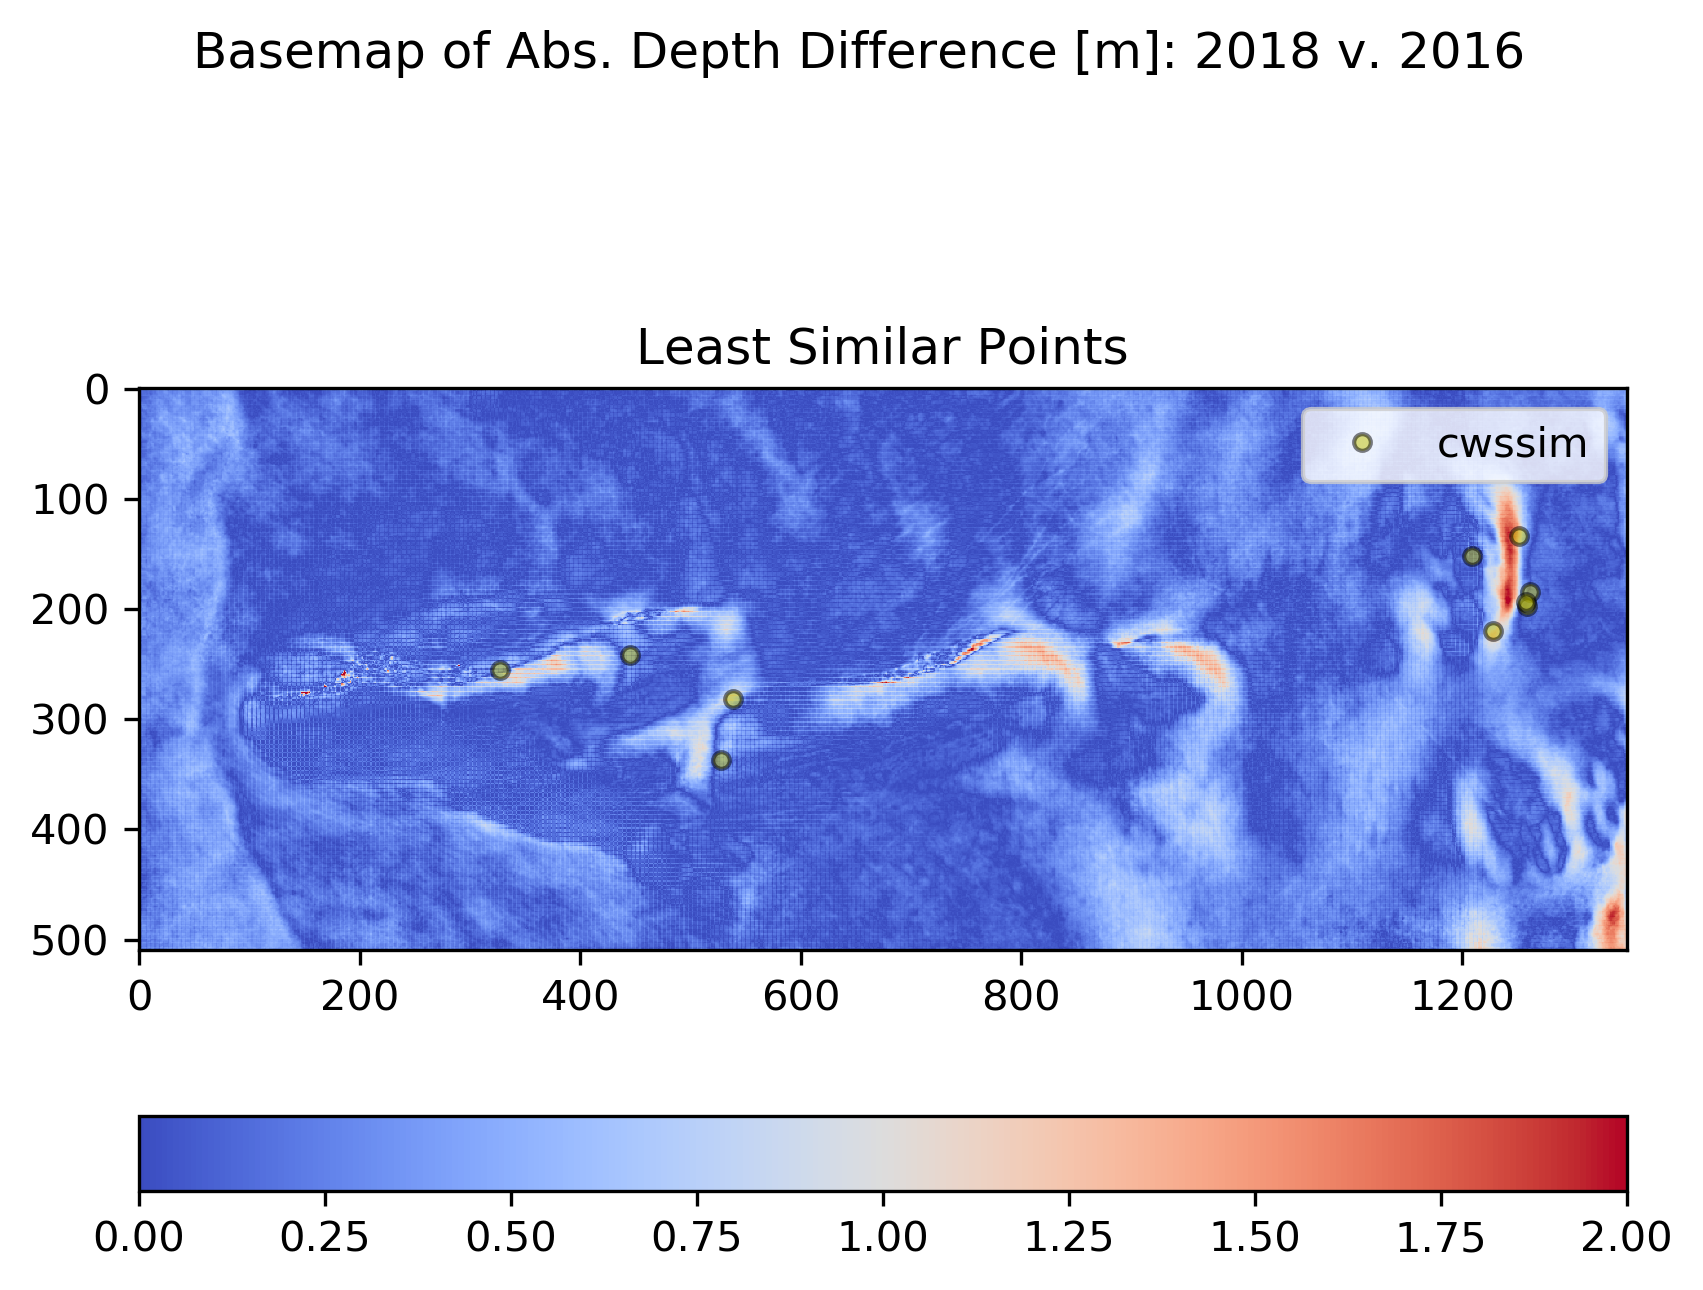 Basemap of Abs. Depth Difference [m]: 2018 v. 2016
Least Similar Points
cwssim
0
100
200
300
400
500
0 200 400 600 800 1000 1200
0.00 0.25 0.50 0.75 1.00 1.25 1.50 1.75 2.00